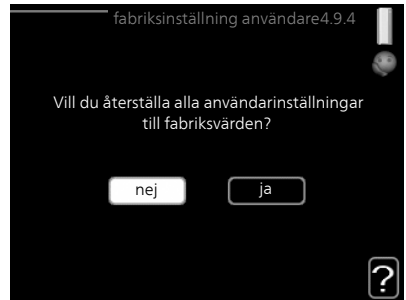 fabriksinställning användare4.9.4
Vill du återställa alla användarinställningar
till fabriksvärden?
nej
ja
?